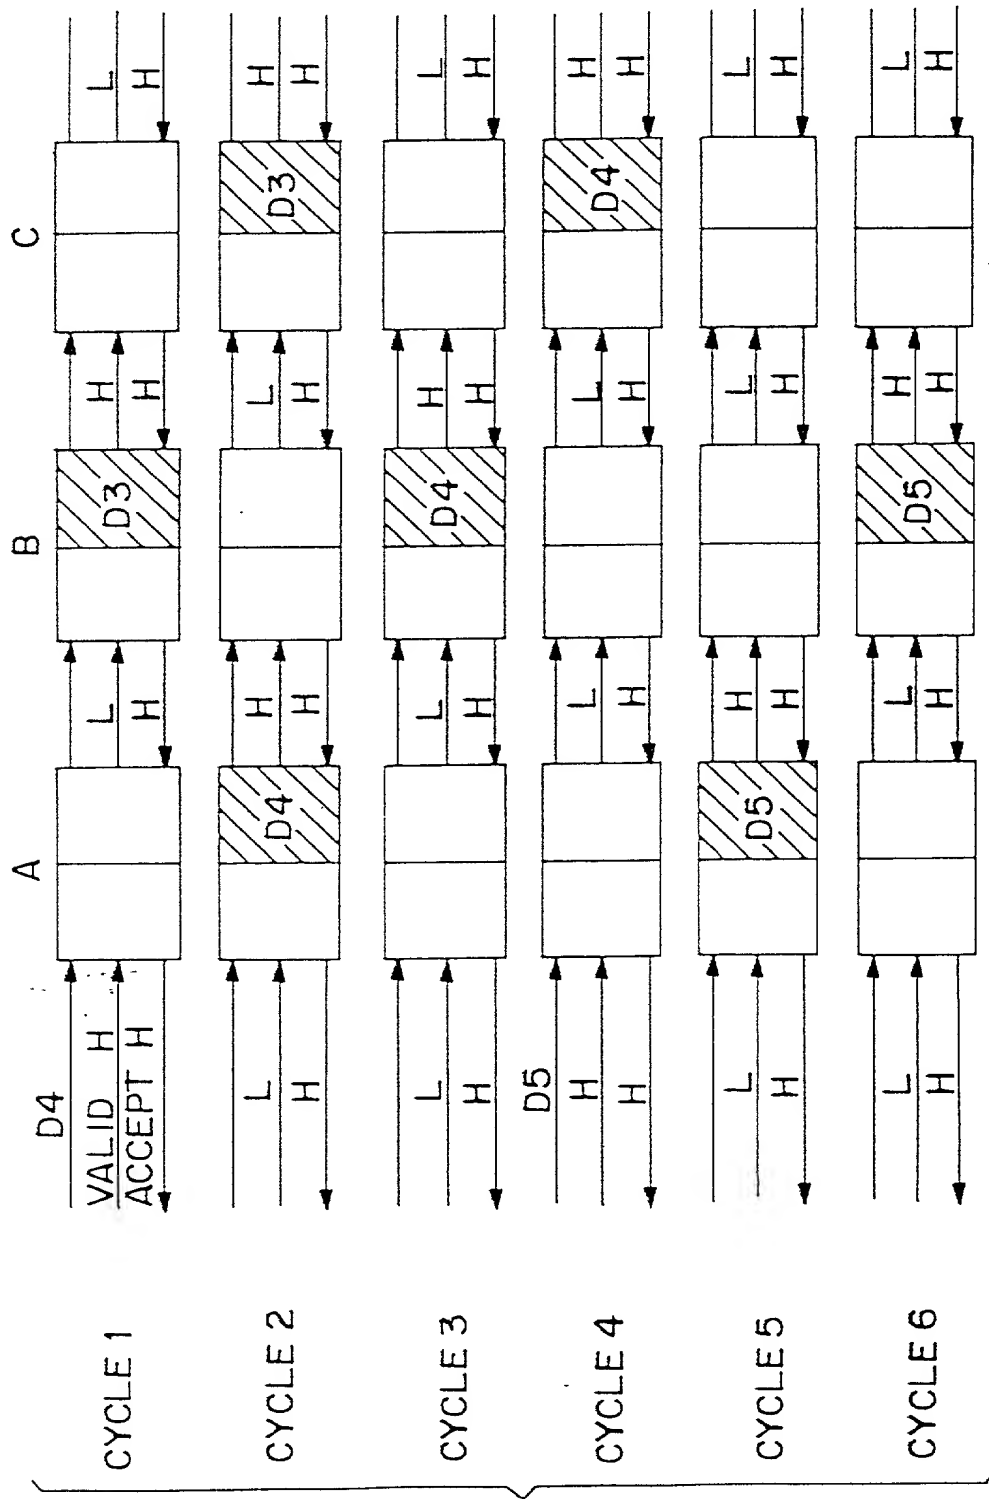 A B C
D4
VALID H L H L
CYCLE 1 D3
ACCEPT H H H H
L H L H
CYCLE 2 D4 D3
H H H H
L L H L
CYCLE 3 D4
H H H H
D5
H L L H
CYCLE 4 D4
H H H H
L H L L
CYCLE 5 D5
H H H H
L L H L
CYCLE 6 D5
H H H H